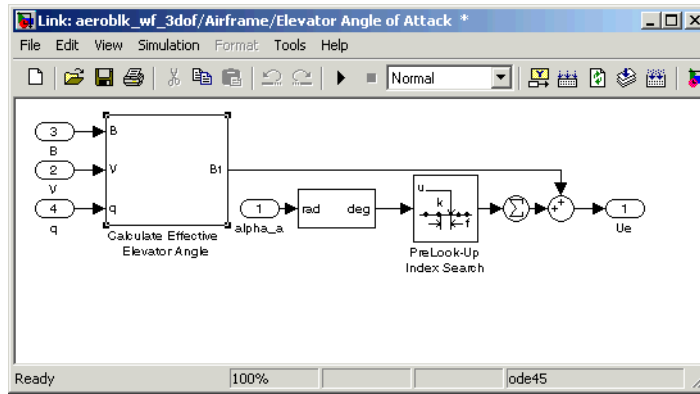 Link: aeroblk_wf_3dof/Airframe/Elevator Angle of Attack *
File Edit View Simulation Format Tools Help
Normal
3
B
2
V
4
q
B
V
q
B1
Calculate Effective
Elevator Angle
1
alpha_a
rad deg
u
k
f
PreLook-Up
Index Search
Σ
+
+
1
Ue
Ready 100% ode45